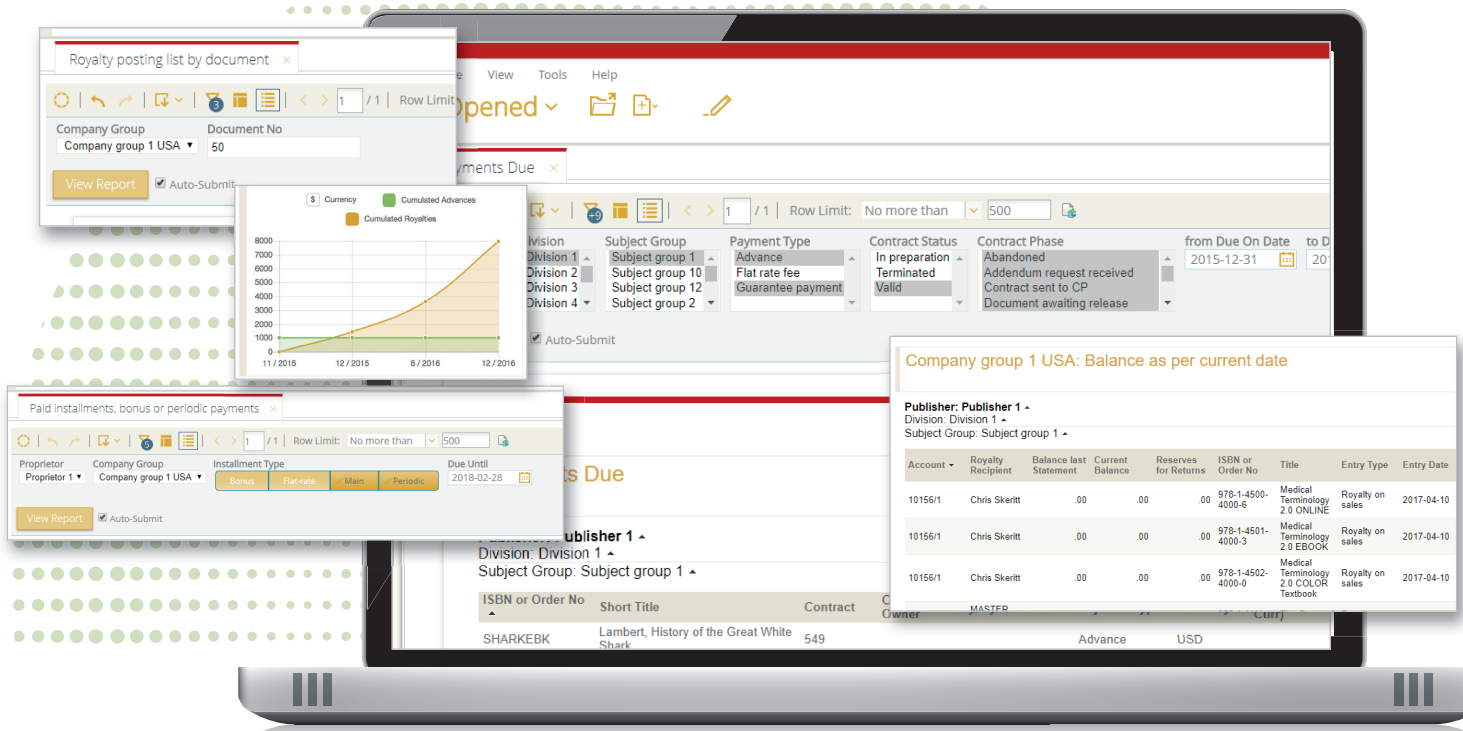 Royalty posting list by document ×
1 / 1 Row Limit
Company Group Document No
Company group 1 USA 50
View Report Auto-Submit
View Tools Help
pened
yments Due ×
+9 1 / 1 Row Limit: No more than 500
Subject Group Payment Type Contract Status Contract Phase from Due On Date
Division 1 Subject group 1 Advance In preparation Abandoned 2015-12-31
Division 2 Subject group 10 Flat rate fee Terminated Addendum request received
Division 3 Subject group 12 Guarantee payment Valid Contract sent to CP
Division 4 Subject group 2 Document awaiting release
Auto-Submit
$ Currency Cumulated Advances
Cumulated Royalties
8000
7000
6000
5000
4000
3000
2000
1000
0
11 / 2015 12 / 2015 6 / 2016 12 / 2016
Paid installments, bonus or periodic payments ×
5 1 / 1 Row Limit: No more than 500
Proprietor Company Group Installment Type Due Until
Proprietor 1 Company group 1 USA Bonus Flat-rate Main Periodic 2018-02-28
View Report Auto-Submit
s Due
ublisher 1
Division: Division 1
Subject Group: Subject group 1
ISBN or Order No Short Title Contract Owner
SHARKEBK Lambert, History of the Great White Shark 549 Advance USD
Company group 1 USA: Balance as per current date
Publisher: Publisher 1
Division: Division 1
Subject Group: Subject group 1
Account Royalty Recipient Balance last Statement Current Balance Reserves for Returns ISBN or Order No Title Entry Type Entry Date
10156/1 Chris Skeritt .00 .00 .00 978-1-4500-4000-6 Medical Terminology 2.0 ONLINE Royalty on sales 2017-04-10
10156/1 Chris Skeritt .00 .00 .00 978-1-4501-4000-3 Medical Terminology 2.0 EBOOK Royalty on sales 2017-04-10
10156/1 Chris Skeritt .00 .00 .00 978-1-4502-4000-0 Medical Terminology 2.0 COLOR Textbook Royalty on sales 2017-04-10